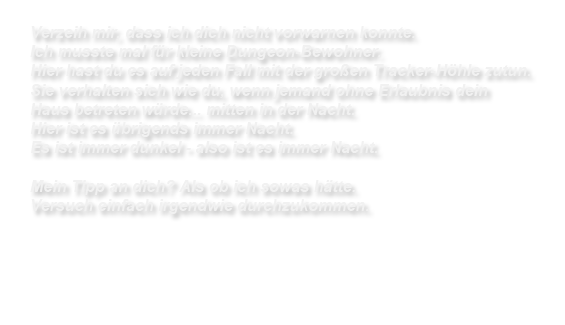 Verzeih mir, dass ich dich nicht vorwarnen konnte.
Ich musste mal für kleine Dungeon-Bewohner.
Hier hast du es auf jeden Fall mit der großen Tracker-Höhle zutun.
Sie verhalten sich wie du, wenn jemand ohne Erlaubnis dein
Haus betreten würde... mitten in der Nacht.
Hier ist es übrigends immer Nacht.
Es ist immer dunkel - also ist es immer Nacht.
Mein Tipp an dich? Als ob ich sowas hätte.
Versuch einfach irgendwie durchzukommen.